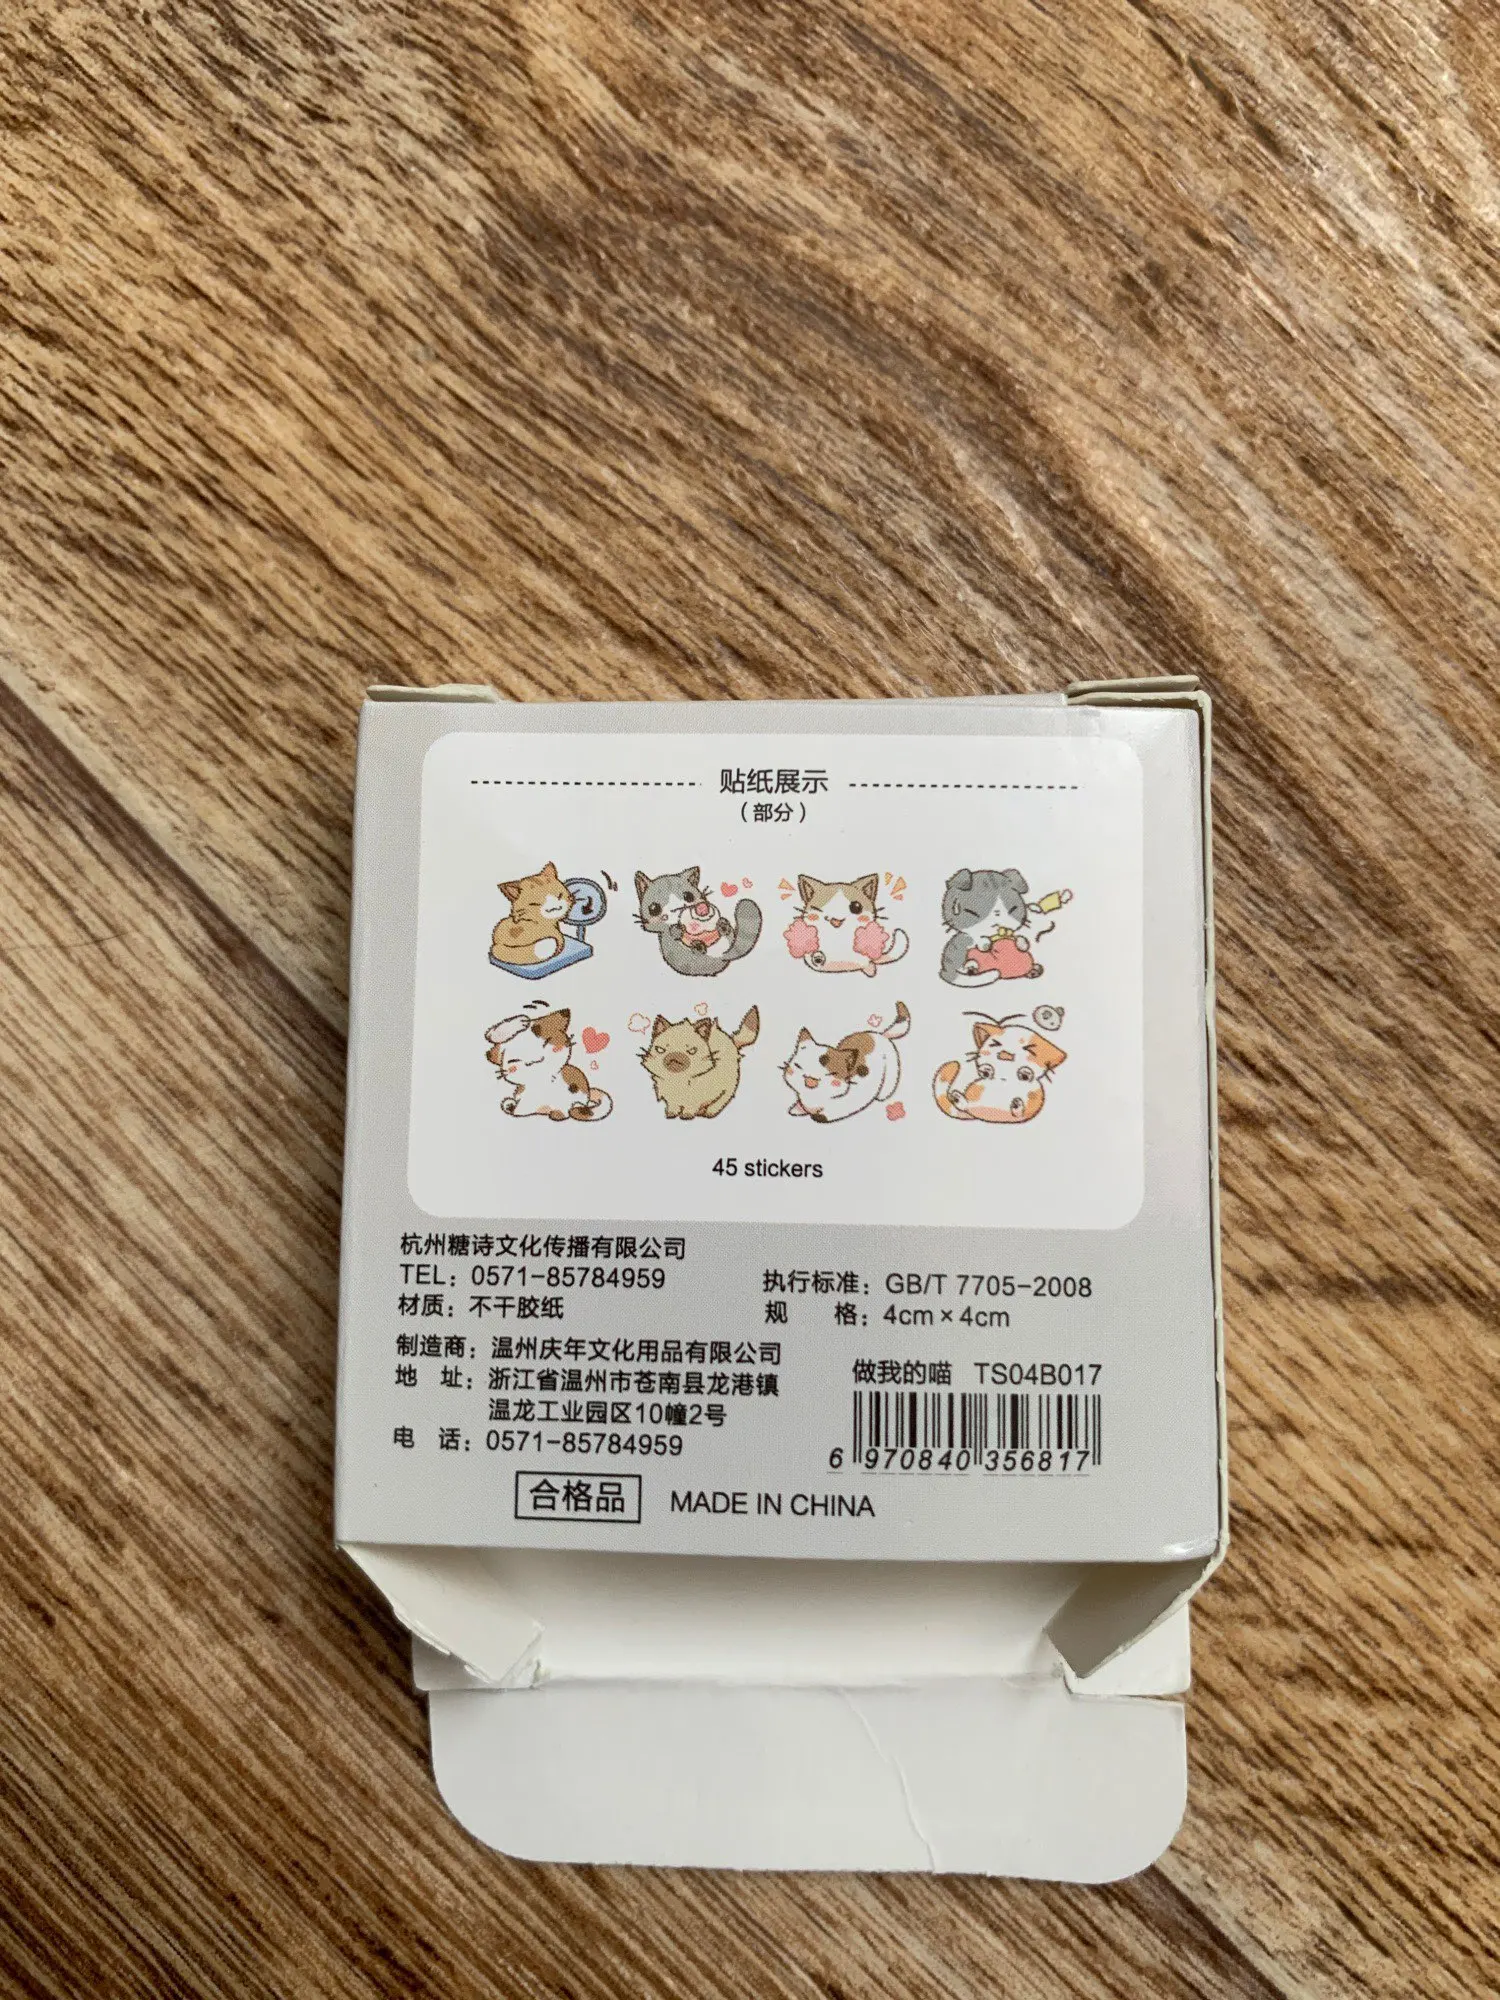 贴纸展示
（部分）
45 stickers
杭州糖诗文化传播有限公司
TEL：0571-85784959
材质：不干胶纸
执行标准：GB/T 7705-2008
规 格：4cm×4cm
制造商：温州庆年文化用品有限公司
地 址：浙江省温州市苍南县龙港镇
温龙工业园区10幢2号
电 话：0571-85784959
做我的喵 TS04B017
6 970840 356817
合格品 MADE IN CHINA